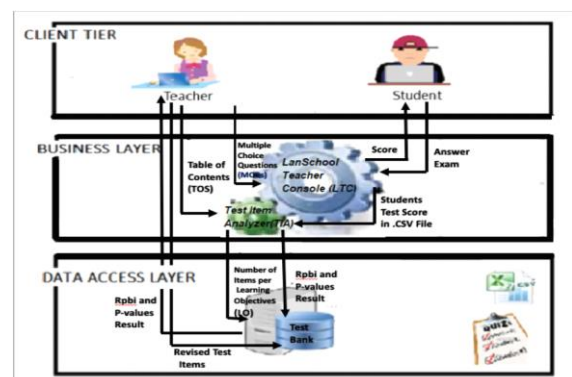 CLIENT TIER
Teacher
Student
BUSINESS LAYER
Table of
Contents
(TOS)
Multiple
Choice
Questions
(MCQs)
LanSchool
Teacher
Console (LTC)
Score
Answer
Exam
Test Item
Analyzer(TIA)
Students
Test Score
in .CSV File
DATA ACCESS LAYER
Rpbi and
P-values
Result
Revised Test
Items
Number of
Items per
Learning
Objectives
(LO)
Rpbi and
P-values
Result
Test
Bank
CSV
QUIZ